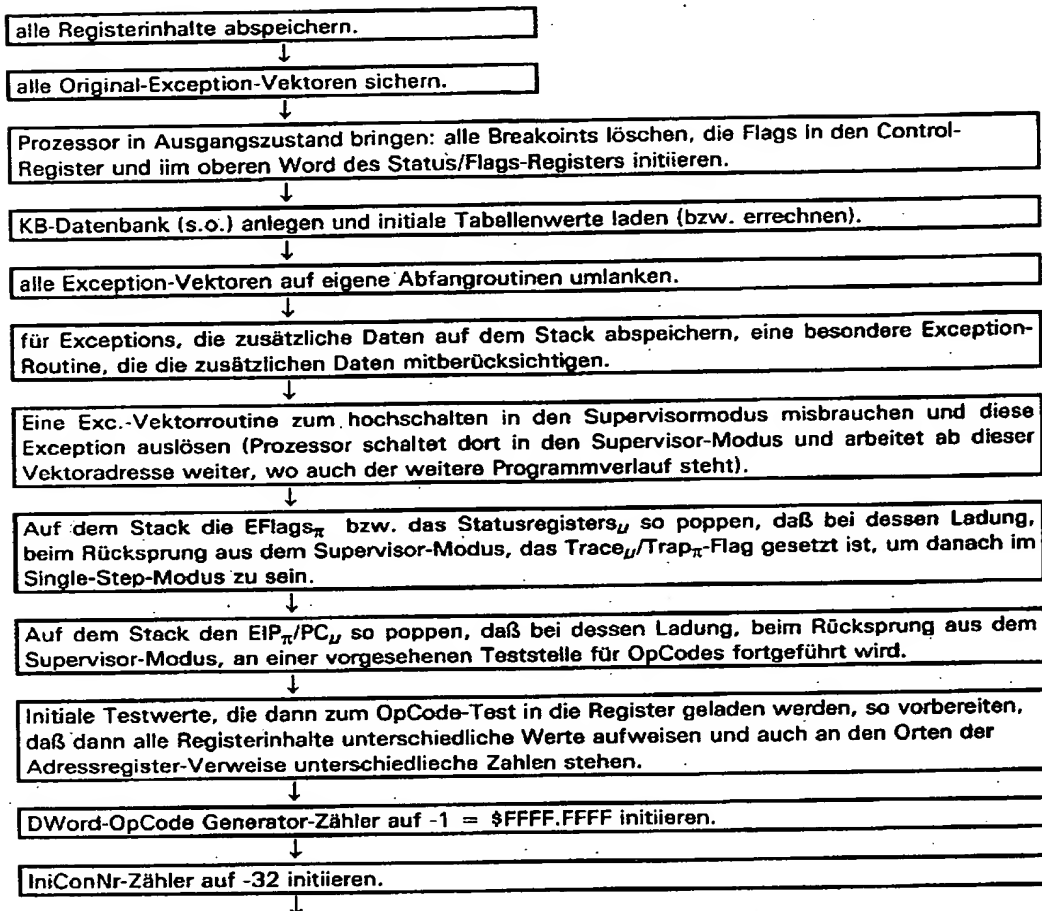 alle Registerinhalte abspeichern.
↓
alle Original-Exception-Vektoren sichern.
↓
Prozessor in Ausgangszustand bringen: alle Breakoints löschen, die Flags in den Control-
Register und iim oberen Word des Status/Flags-Registers initiieren.
↓
KB-Datenbank (s.o.) anlegen und initiale Tabellenwerte laden (bzw. errechnen).
↓
alle Exception-Vektoren auf eigene Abfangroutinen umlanken.
↓
für Exceptions, die zusätzliche Daten auf dem Stack abspeichern, eine besondere Exception-
Routine, die die zusätzlichen Daten mitberücksichtigen.
↓
Eine Exc.-Vektorroutine zum hochschalten in den Supervisormodus misbrauchen und diese
Exception auslösen (Prozessor schaltet dort in den Supervisor-Modus und arbeitet ab dieser
Vektoradresse weiter, wo auch der weitere Programmverlauf steht).
↓
Auf dem Stack die EFlagsπ bzw. das Statusregistersμ so poppen, daß bei dessen Ladung,
beim Rücksprung aus dem Supervisor-Modus, das Traceμ/Trapπ-Flag gesetzt ist, um danach im
Single-Step-Modus zu sein.
↓
Auf dem Stack den EIPπ/PCμ so poppen, daß bei dessen Ladung, beim Rücksprung aus dem
Supervisor-Modus, an einer vorgesehenen Teststelle für OpCodes fortgeführt wird.
↓
Initiale Testwerte, die dann zum OpCode-Test in die Register geladen werden, so vorbereiten,
daß dann alle Registerinhalte unterschiedliche Werte aufweisen und auch an den Orten der
Adressregister-Verweise unterschiedlieche Zahlen stehen.
↓
DWord-OpCode Generator-Zähler auf -1 = $FFFF.FFFF initiieren.
↓
IniConNr-Zähler auf -32 initiieren.
↓